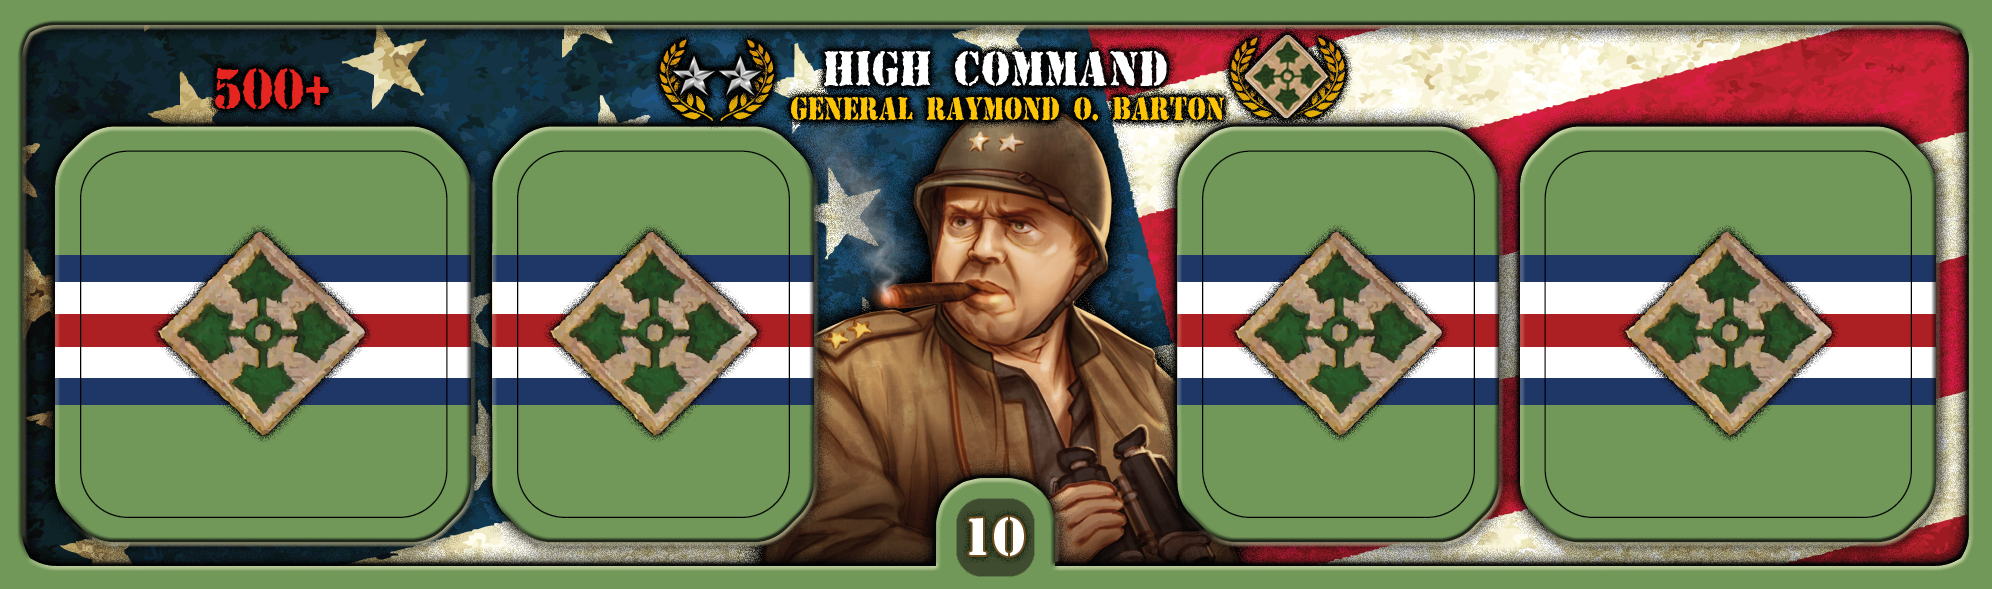 500+
HIGH COMMAND
GENERAL RAYMOND O. BARTON
10